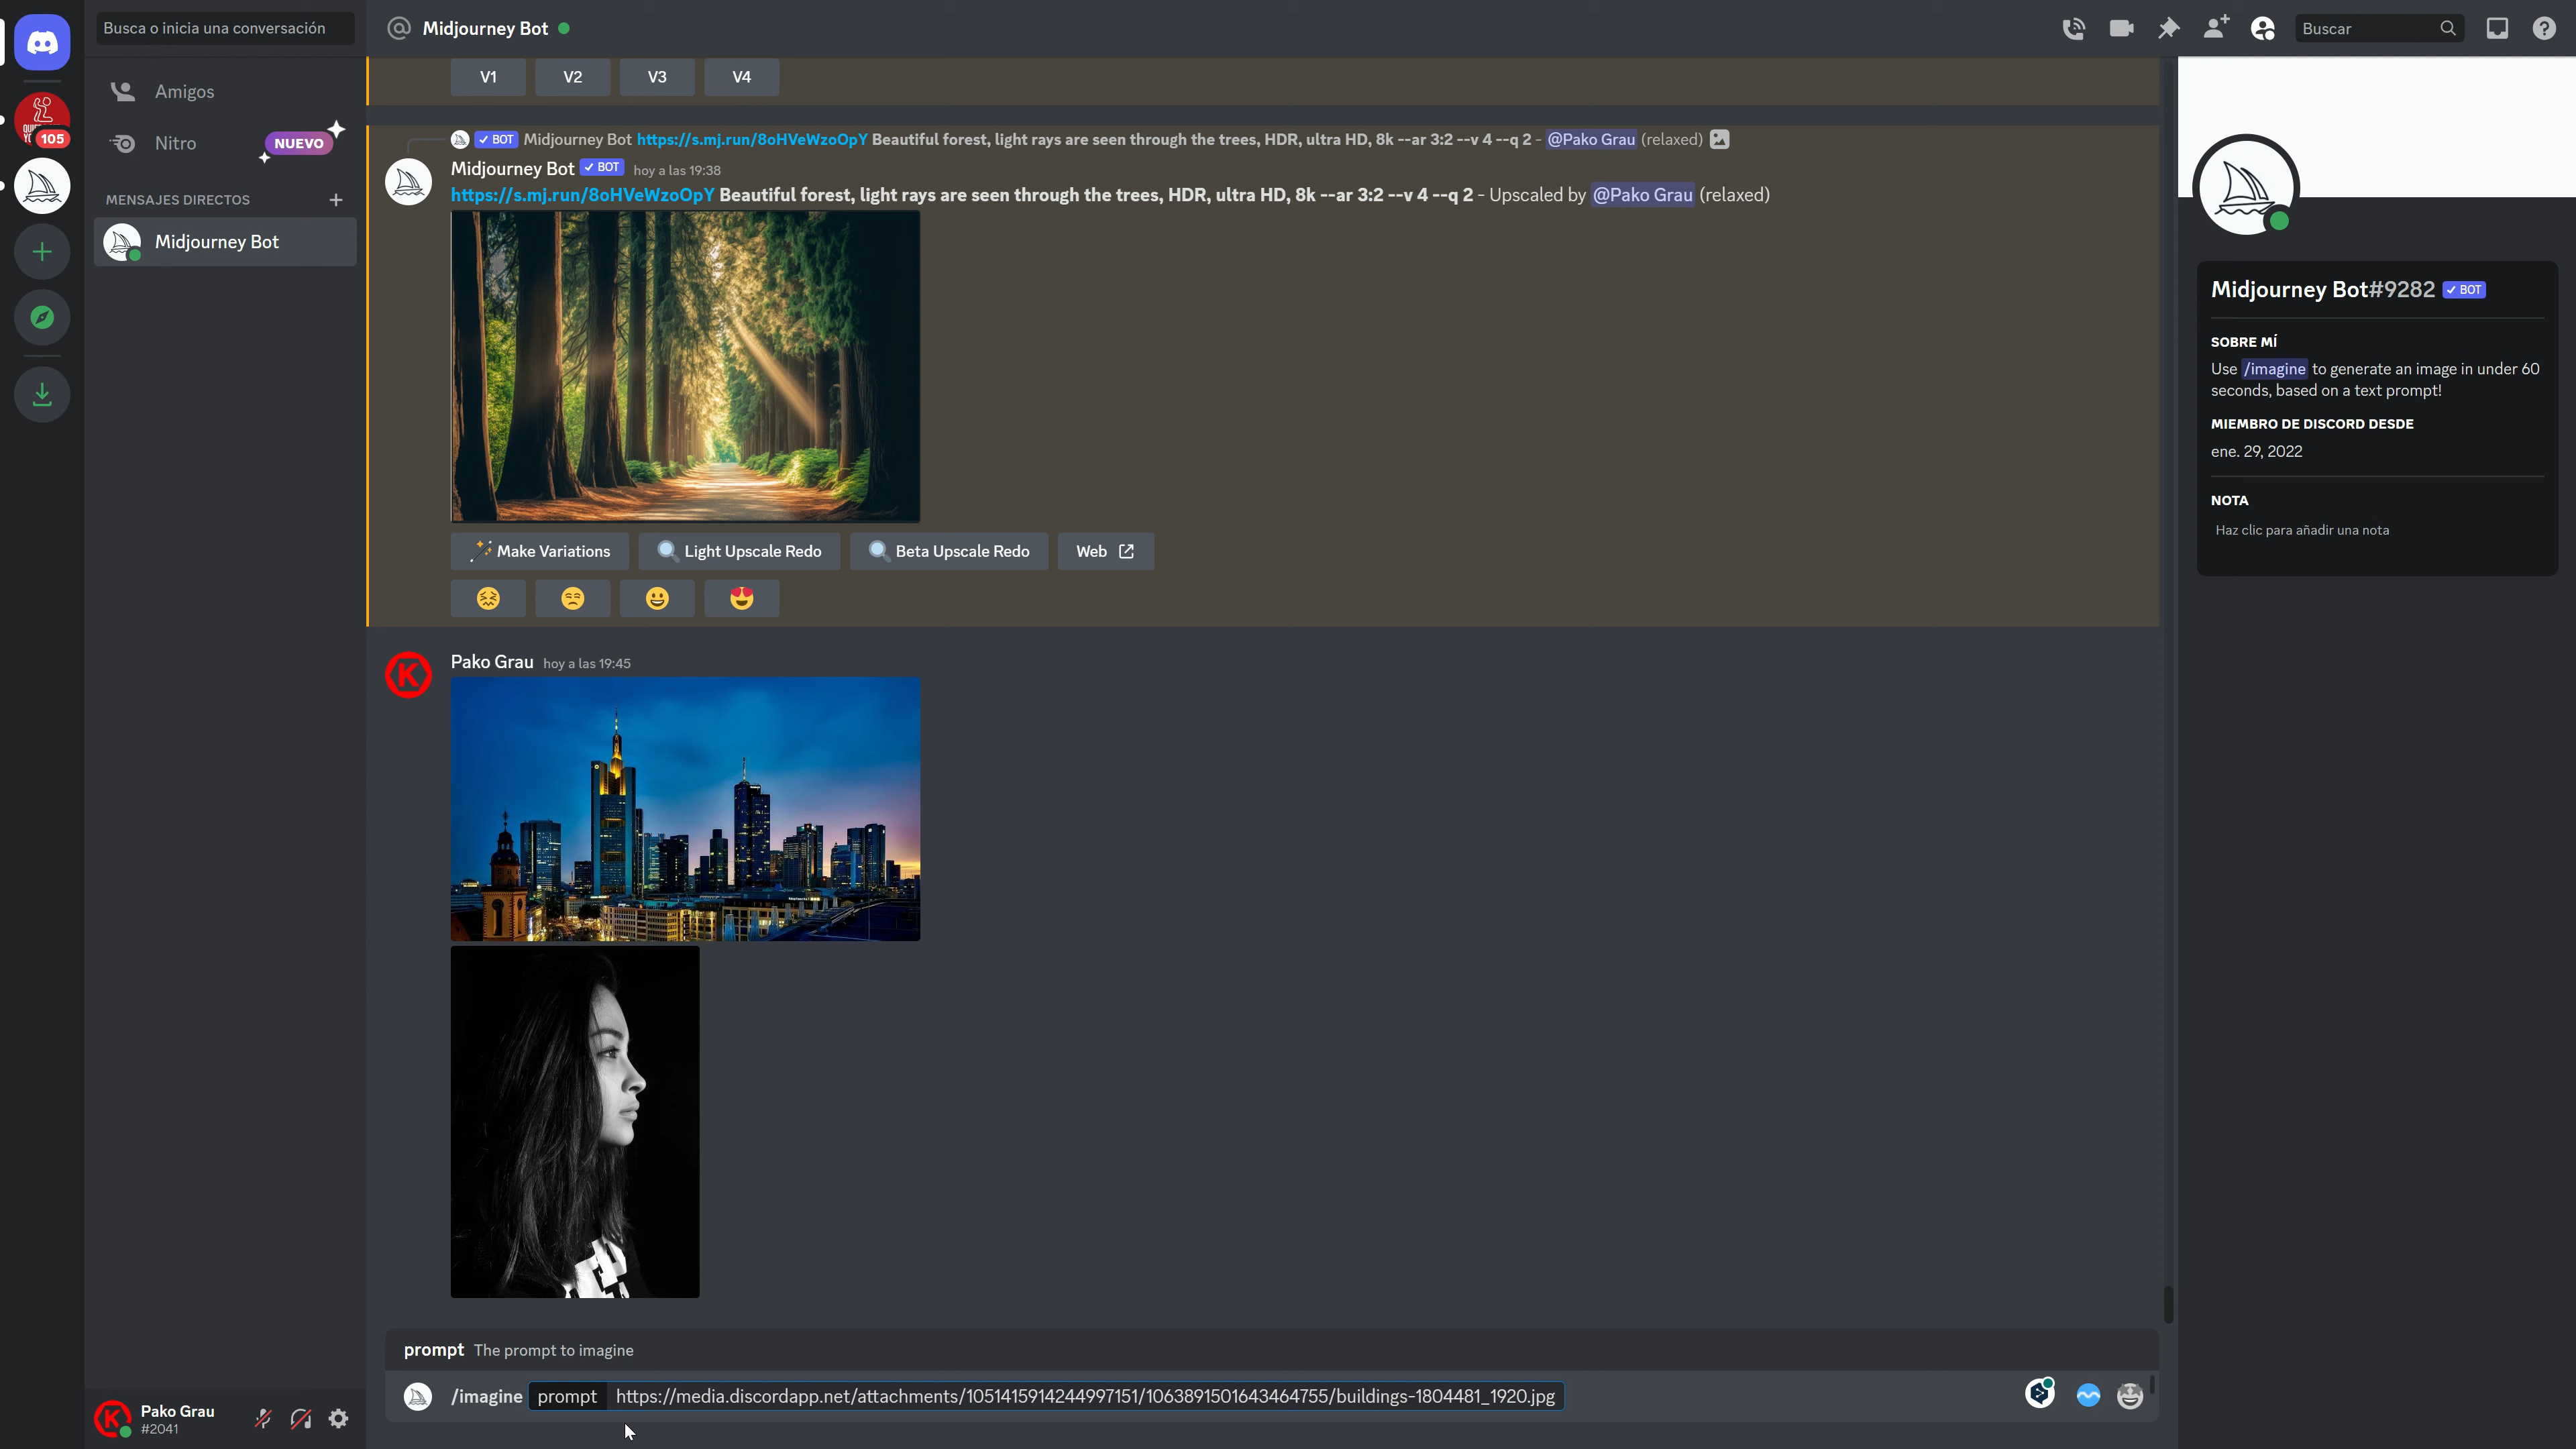 Busca o inicia una conversación
Midjourney Bot
Buscar
Amigos
Nitro
NUEVO
105
MENSAJES DIRECTOS
Midjourney Bot
V1
V2
V3
V4
BOT Midjourney Bot https://s.mj.run/8oHVeWzoOpY Beautiful forest, light rays are seen through the trees, HDR, ultra HD, 8k --ar 3:2 --v 4 --q 2 - @Pako Grau (relaxed)
Midjourney Bot BOT hoy a las 19:38
https://s.mj.run/8oHVeWzoOpY Beautiful forest, light rays are seen through the trees, HDR, ultra HD, 8k --ar 3:2 --v 4 --q 2 - Upscaled by @Pako Grau (relaxed)
Make Variations
Light Upscale Redo
Beta Upscale Redo
Web
Pako Grau hoy a las 19:45
prompt The prompt to imagine
/imagine prompt https://media.discordapp.net/attachments/1051415914244997151/1063891501643464755/buildings-1804481_1920.jpg
Pako Grau
#2041
Midjourney Bot#9282 BOT
SOBRE MÍ
Use /imagine to generate an image in under 60
seconds, based on a text prompt!
MIEMBRO DE DISCORD DESDE
ene. 29, 2022
NOTA
Haz clic para añadir una nota